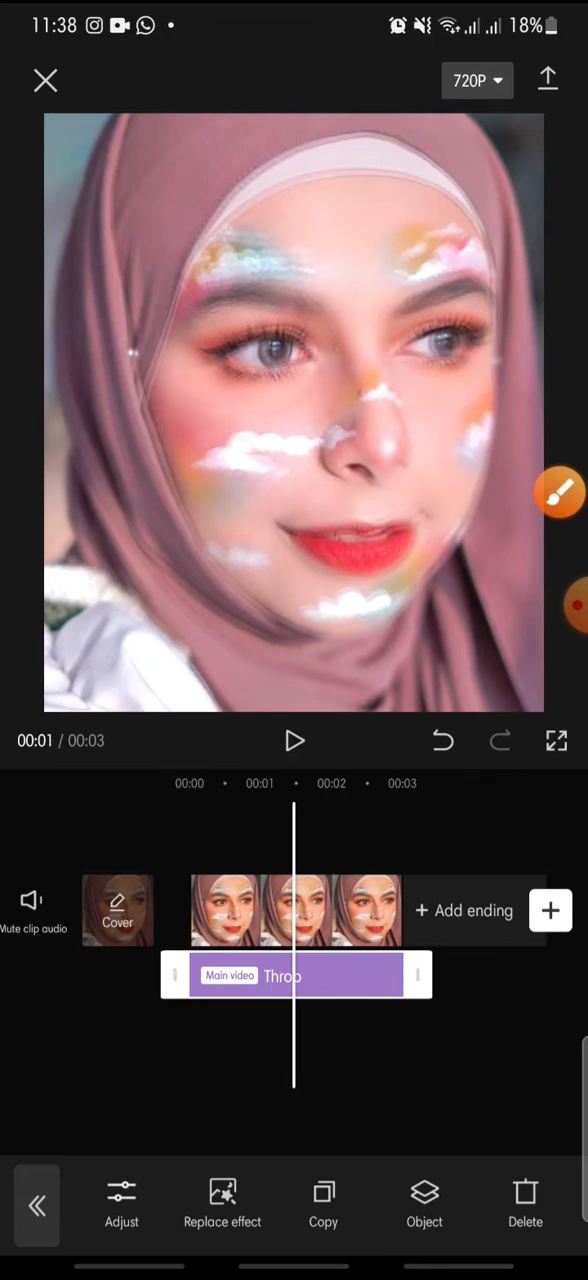 11:38
18%
720P
00:01 / 00:03
00:00 • 00:01 • 00:02 • 00:03
Mute clip audio
Cover
+ Add ending
Main video Throb
Adjust
Replace effect
Copy
Object
Delete